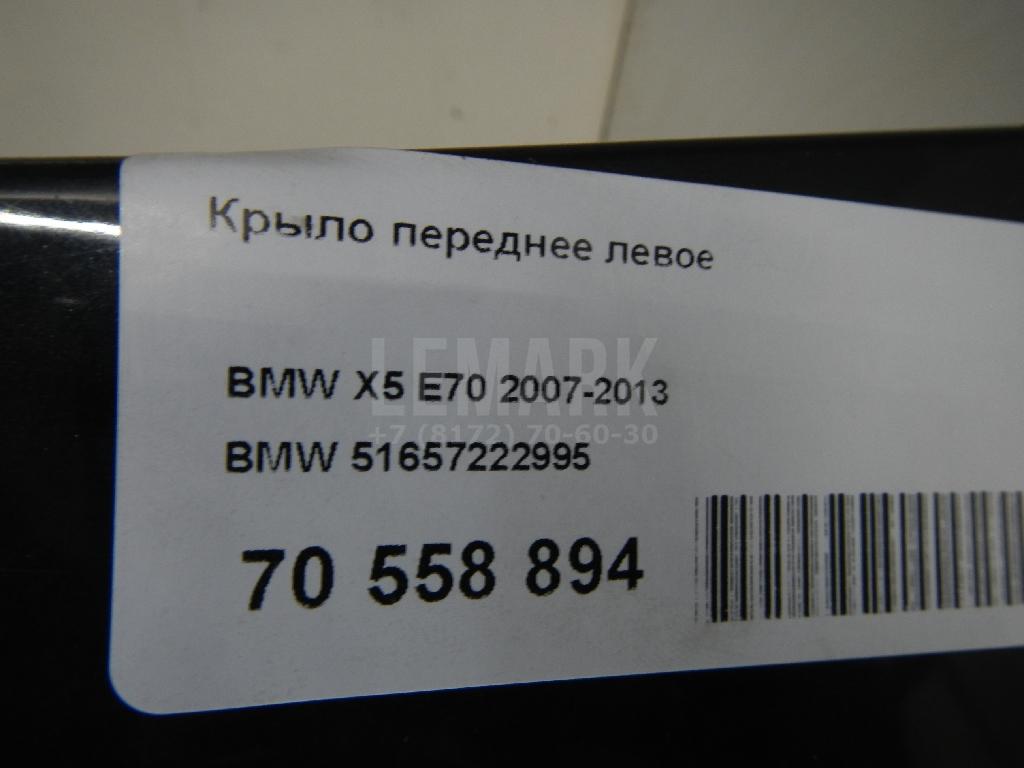 Крыло переднее левое
LEMARK
BMW X5 E70 2007-2013
+7 (8172) 70-60-30
BMW 51657222995
70 558 894